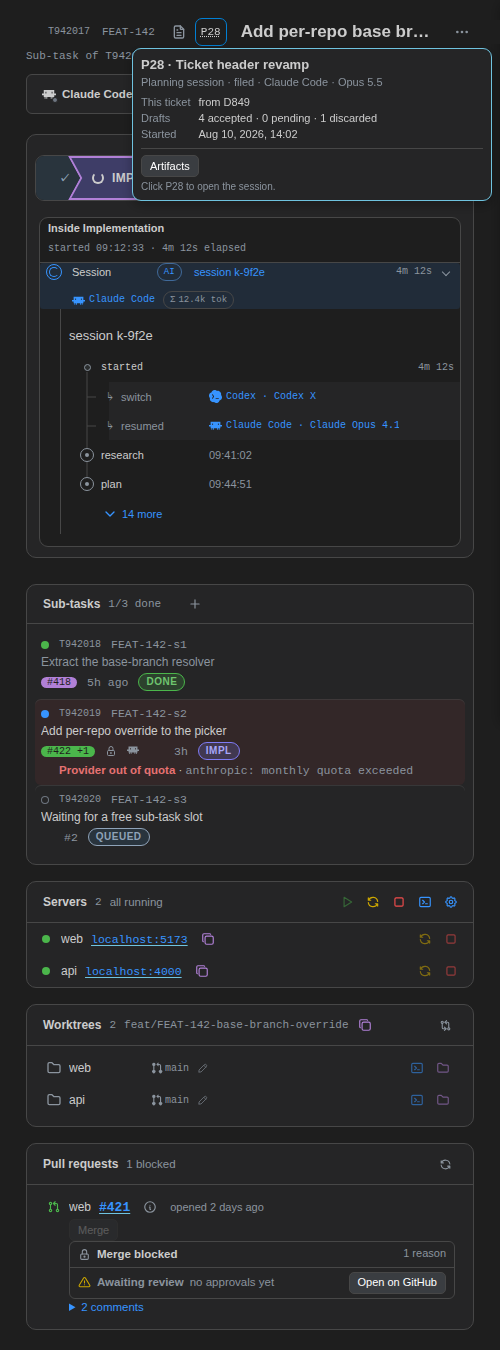 T942017 FEAT-142 P28 Add per-repo base br…
Sub-task of T942
P28 · Ticket header revamp
Planning session · filed · Claude Code · Opus 5.5
This ticket from D849
Drafts 4 accepted · 0 pending · 1 discarded
Started Aug 10, 2026, 14:02
Artifacts
Click P28 to open the session.
Claude Code
✓ IMP
Inside Implementation
started 09:12:33 · 4m 12s elapsed
Session AI session k-9f2e 4m 12s
Claude Code Σ 12.4k tok
session k-9f2e
started 4m 12s
↳ switch Codex · Codex X
↳ resumed Claude Code · Claude Opus 4.1
research 09:41:02
plan 09:44:51
14 more
Sub-tasks 1/3 done
T942018 FEAT-142-s1
Extract the base-branch resolver
#418 5h ago DONE
T942019 FEAT-142-s2
Add per-repo override to the picker
#422 +1 3h IMPL
Provider out of quota · anthropic: monthly quota exceeded
T942020 FEAT-142-s3
Waiting for a free sub-task slot
#2 QUEUED
Servers 2 all running
web localhost:5173
api localhost:4000
Worktrees 2 feat/FEAT-142-base-branch-override
web main
api main
Pull requests 1 blocked
web #421 opened 2 days ago
Merge
Merge blocked 1 reason
Awaiting review no approvals yet Open on GitHub
2 comments